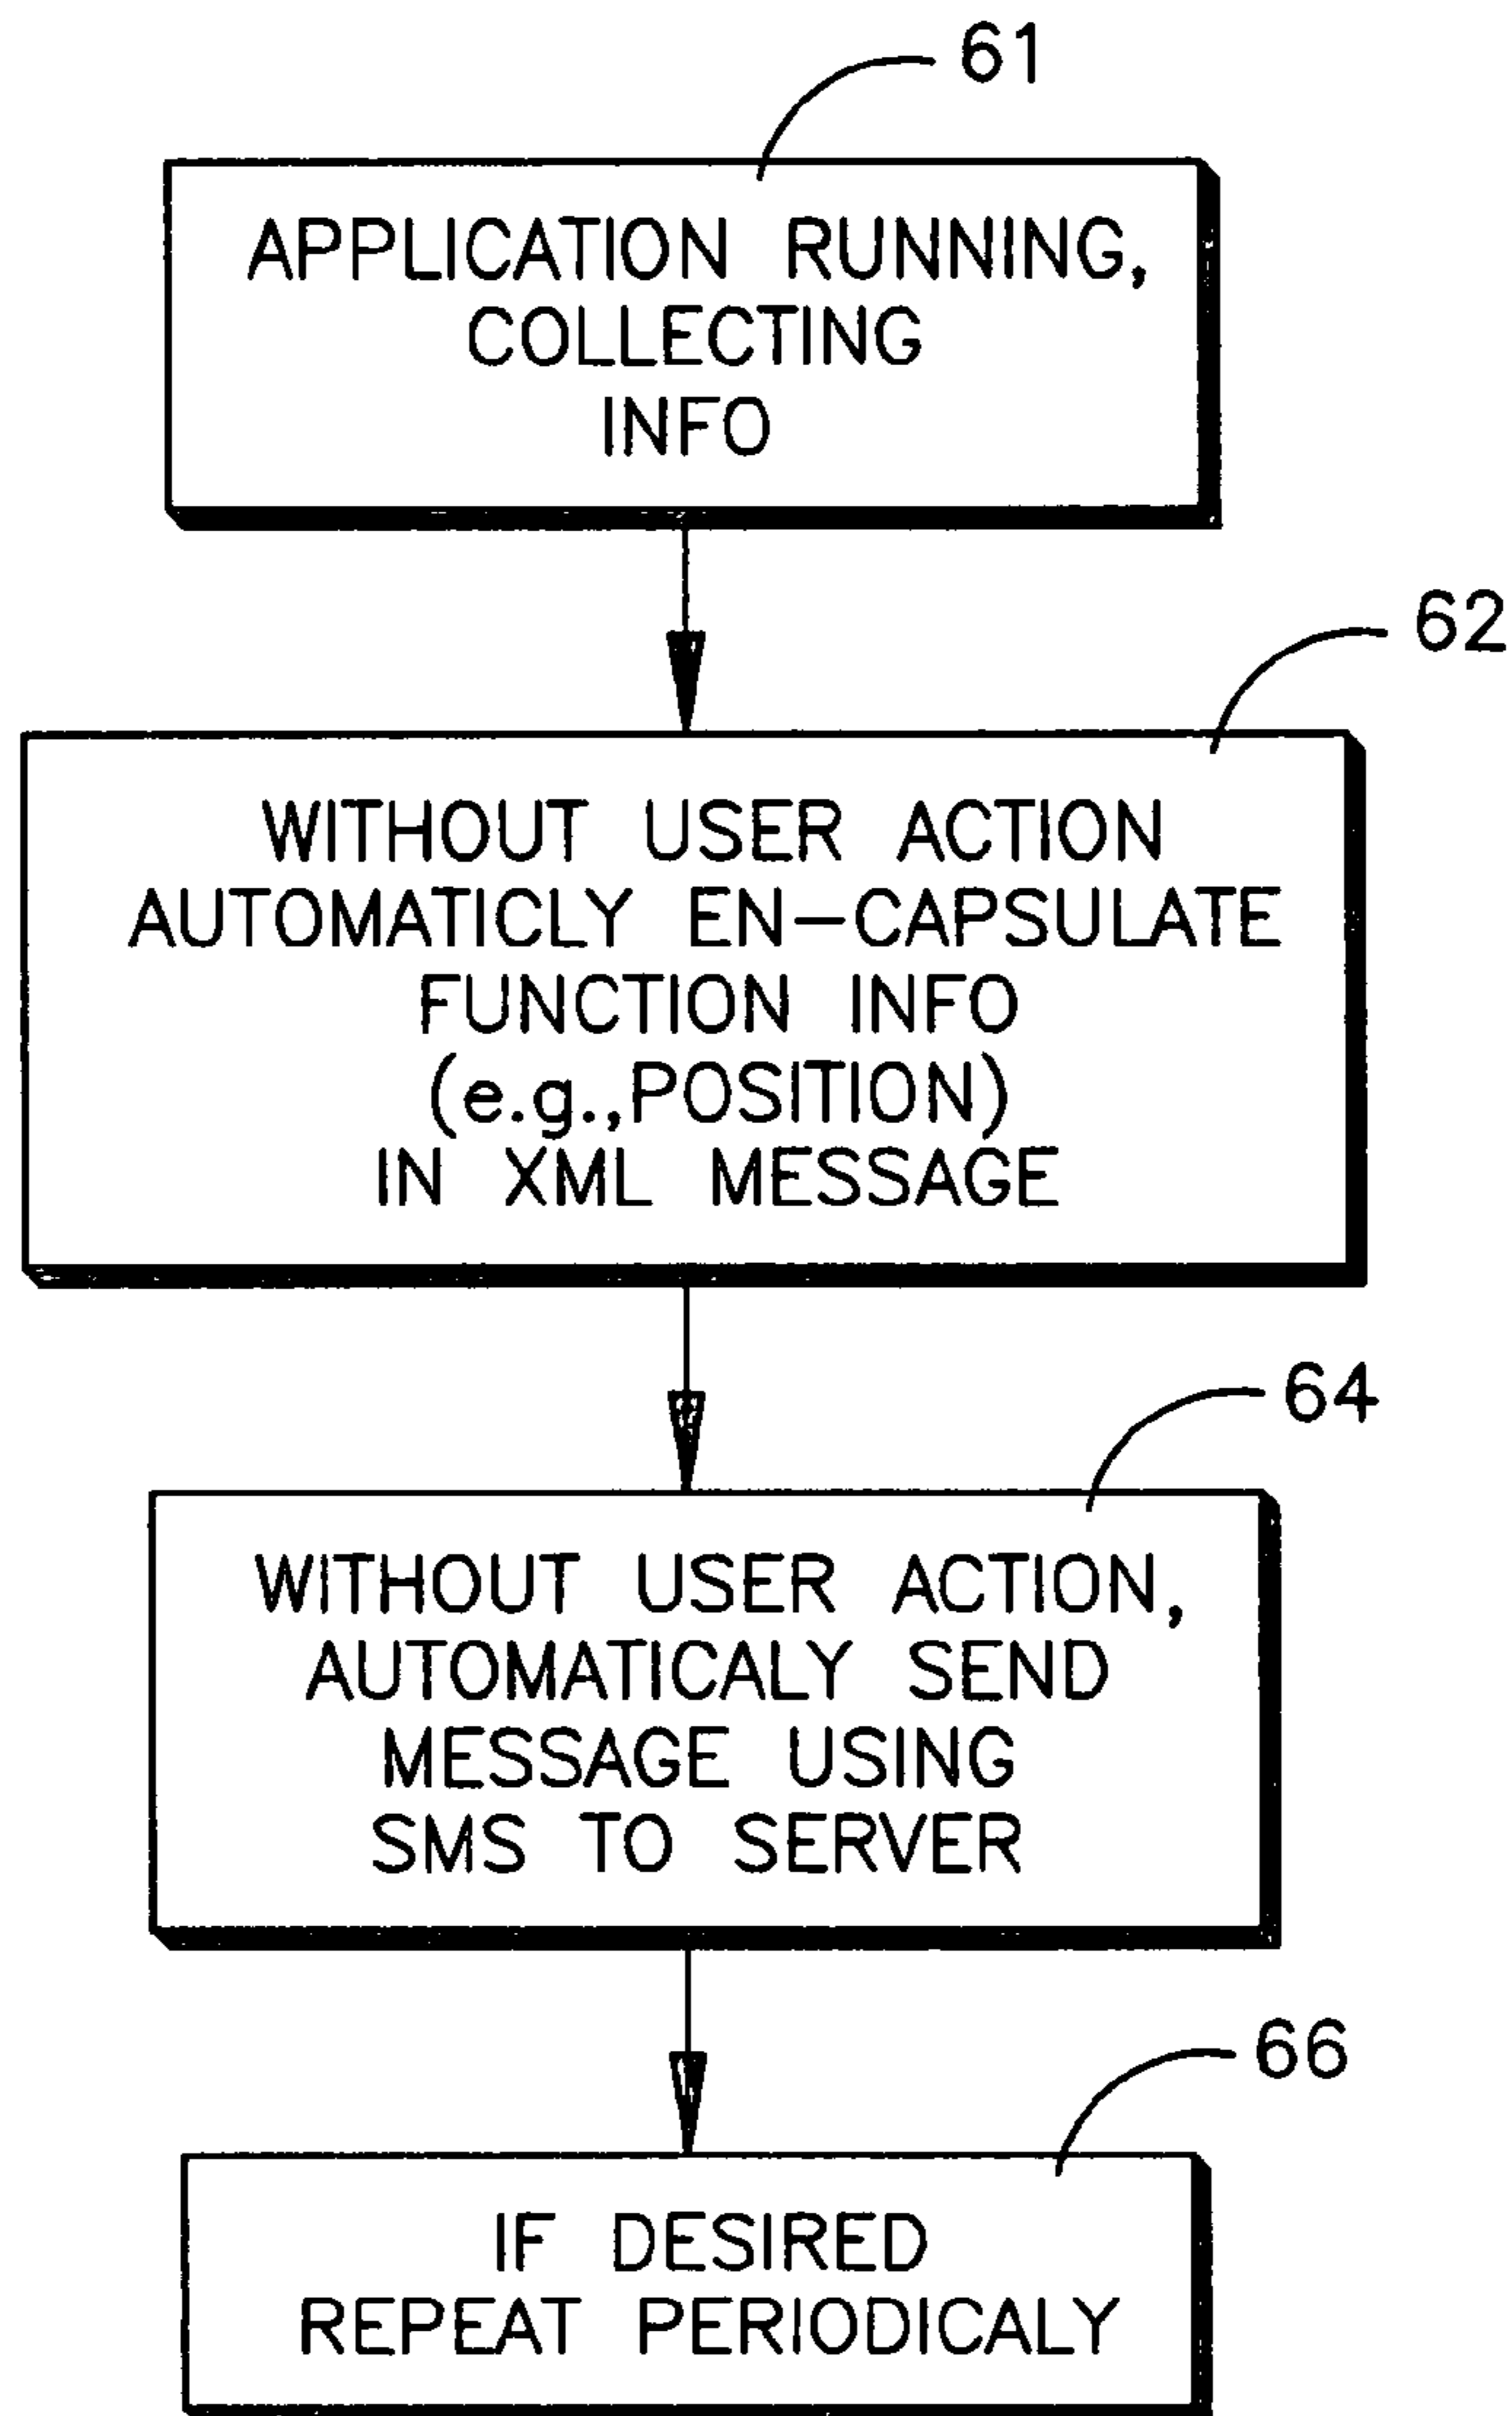 61
APPLICATION RUNNING,
COLLECTING
INFO
62
WITHOUT USER ACTION
AUTOMATICLY EN-CAPSULATE
FUNCTION INFO
(e.g.,POSITION)
IN XML MESSAGE
64
WITHOUT USER ACTION,
AUTOMATICALY SEND
MESSAGE USING
SMS TO SERVER
66
IF DESIRED
REPEAT PERIODICALY